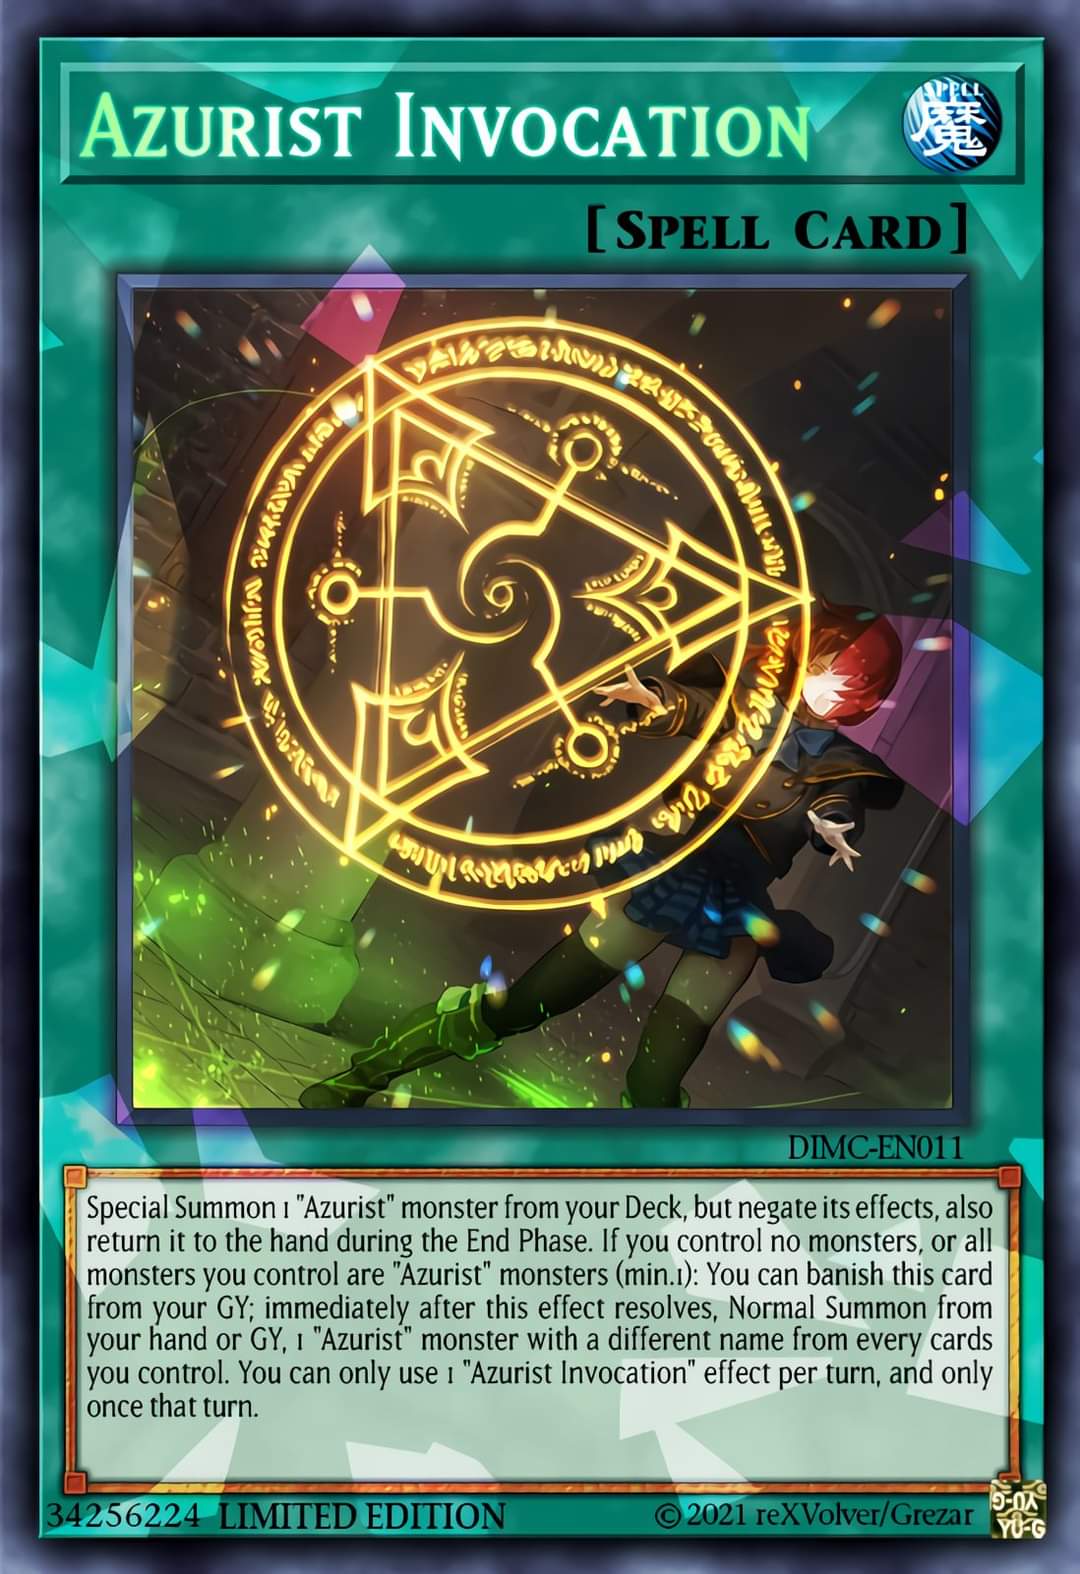 Azurist Invocation
SPELL
魔
[Spell Card]
DIMC-EN011
Special Summon 1 "Azurist" monster from your Deck, but negate its effects, also
return it to the hand during the End Phase. If you control no monsters, or all
monsters you control are "Azurist" monsters (min.1): You can banish this card
from your GY; immediately after this effect resolves, Normal Summon from
your hand or GY, 1 "Azurist" monster with a different name from every cards
you control. You can only use 1 "Azurist Invocation" effect per turn, and only
once that turn.
34256224 LIMITED EDITION
© 2021 reXVolver/Grezar